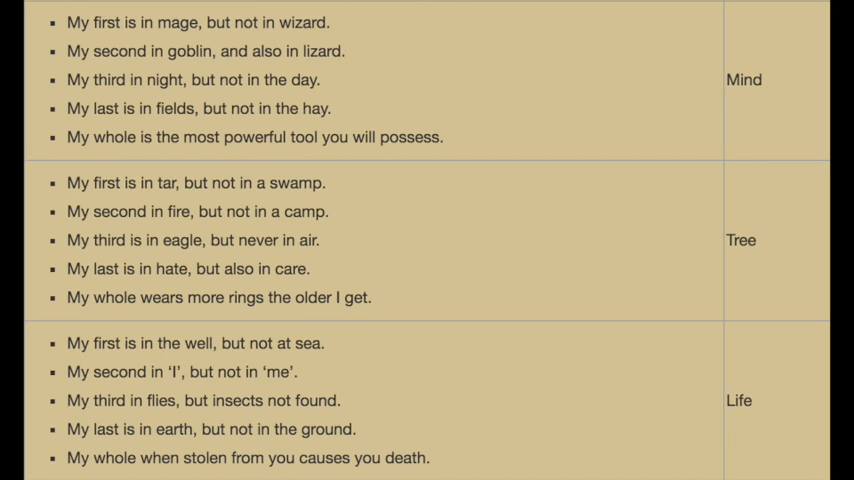 My first is in mage, but not in wizard.
My second in goblin, and also in lizard.
My third in night, but not in the day.
My last is in fields, but not in the hay.
My whole is the most powerful tool you will possess.
Mind
My first is in tar, but not in a swamp.
My second in fire, but not in a camp.
My third is in eagle, but never in air.
My last is in hate, but also in care.
My whole wears more rings the older I get.
Tree
My first is in the well, but not at sea.
My second in ‘I’, but not in ‘me’.
My third in flies, but insects not found.
My last is in earth, but not in the ground.
My whole when stolen from you causes you death.
Life